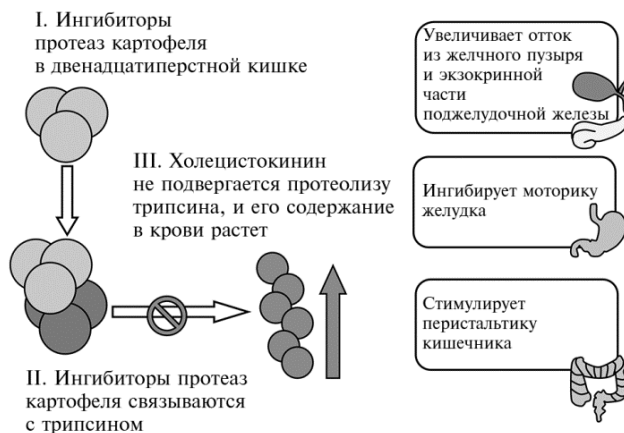 I. Ингибиторы
протеаз картофеля
в двенадцатиперстной кишке
III. Холецистокинин
не подвергается протеолизу
трипсина, и его содержание
в крови растет
II. Ингибиторы протеаз
картофеля связываются
с трипсином
Увеличивает отток
из желчного пузыря
и экзокринной
части
поджелудочной железы
Ингибирует моторику
желудка
Стимулирует
перистальтику
кишечника